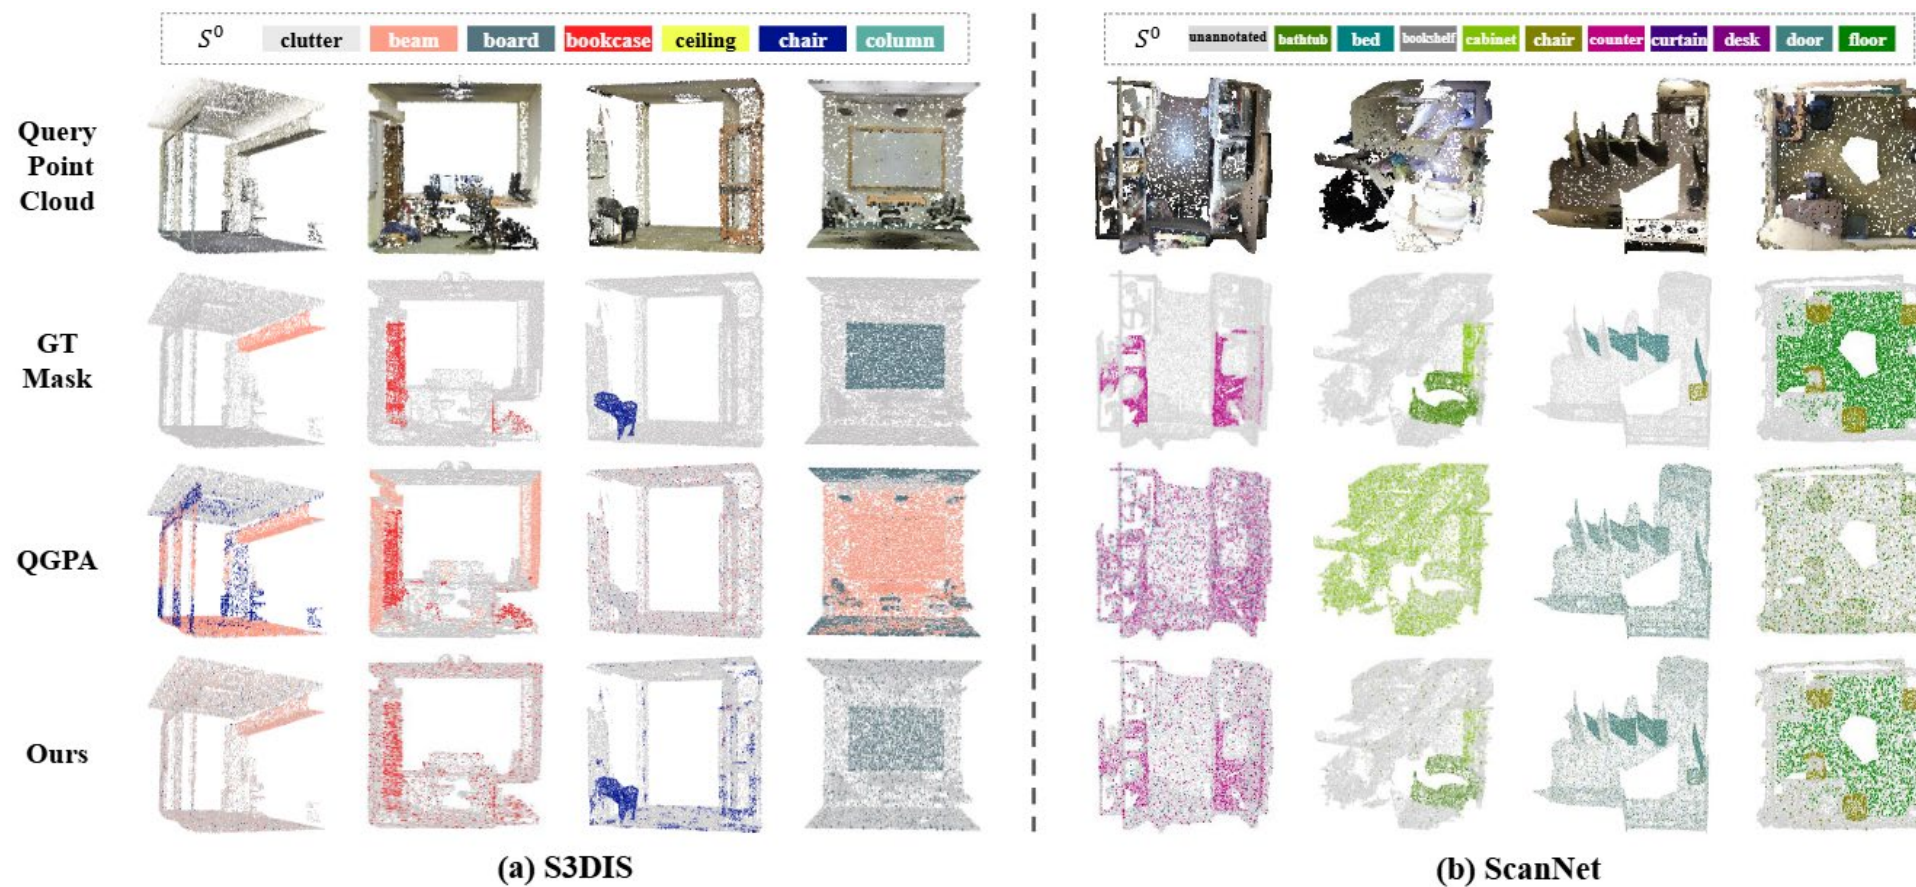 S⁰ clutter beam board bookcase ceiling chair column
S⁰ unannotated bathtub bed bookshelf cabinet chair counter curtain desk door floor
Query
Point
Cloud
GT
Mask
QGPA
Ours
(a) S3DIS
(b) ScanNet